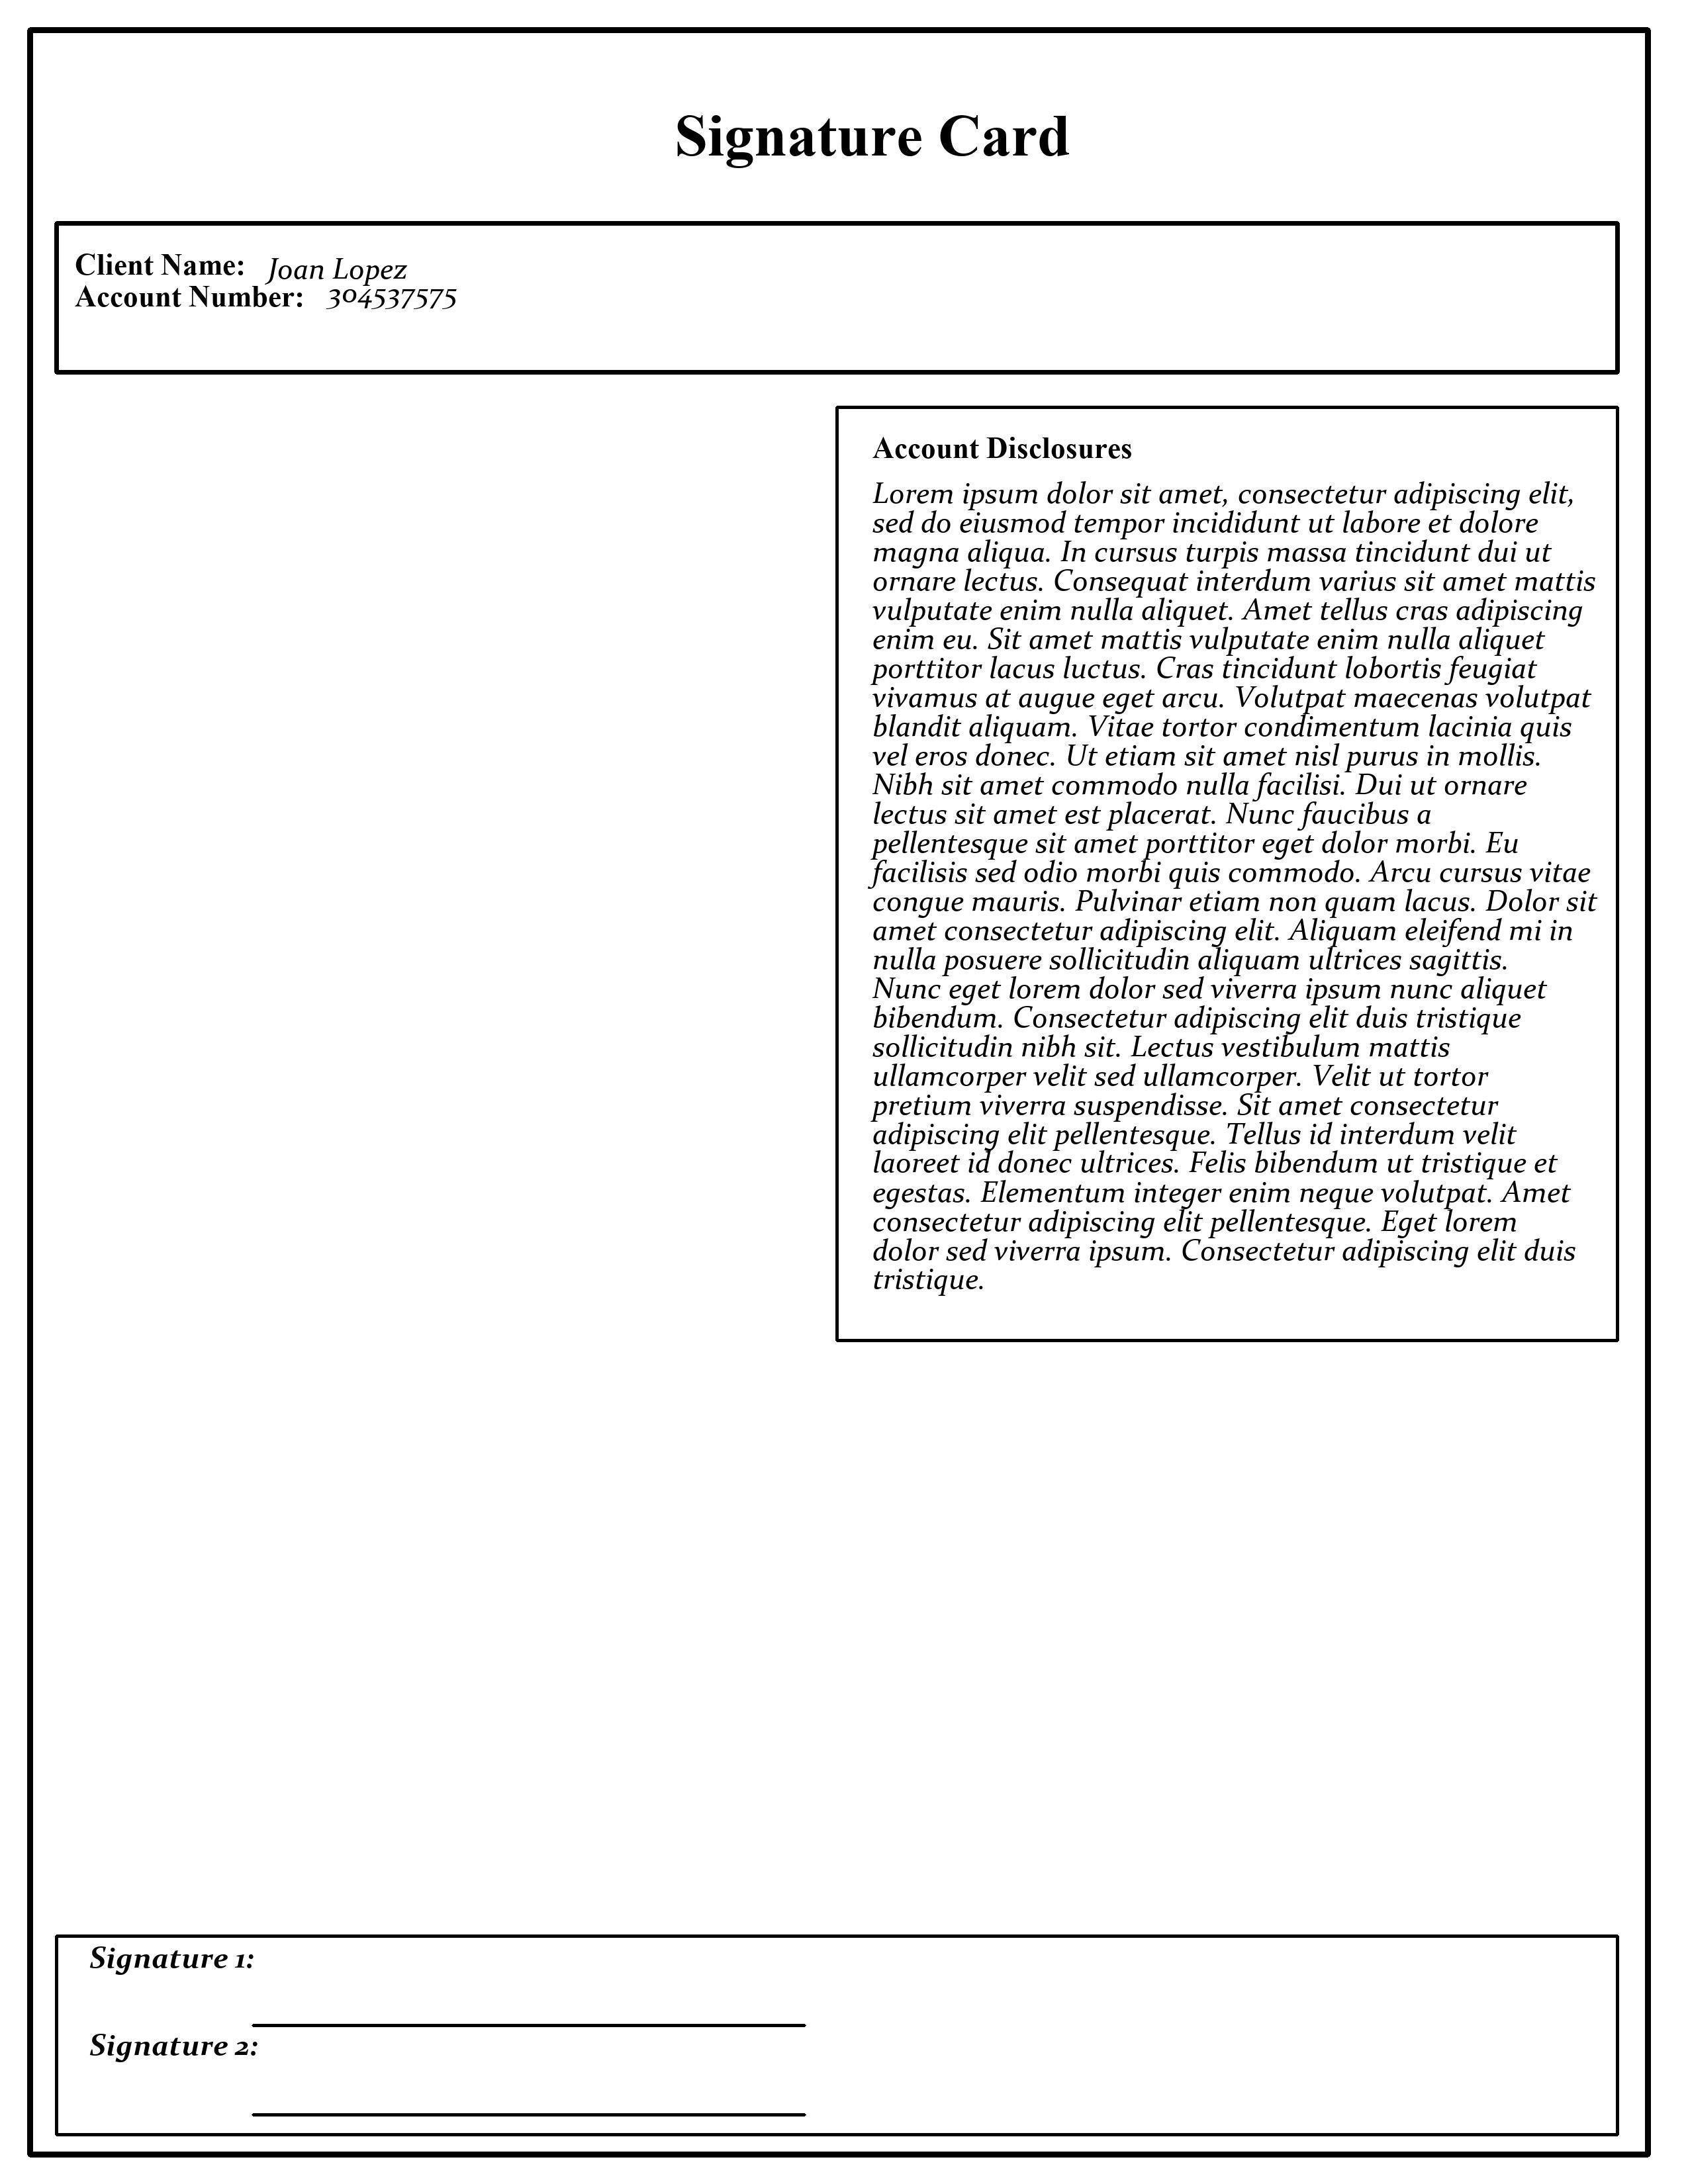 Signature Card
Client Name: Joan Lopez
Account Number: 304537575
Account Disclosures
Lorem ipsum dolor sit amet, consectetur adipiscing elit,
sed do eiusmod tempor incididunt ut labore et dolore
magna aliqua. In cursus turpis massa tincidunt dui ut
ornare lectus. Consequat interdum varius sit amet mattis
vulputate enim nulla aliquet. Amet tellus cras adipiscing
enim eu. Sit amet mattis vulputate enim nulla aliquet
porttitor lacus luctus. Cras tincidunt lobortis feugiat
vivamus at augue eget arcu. Volutpat maecenas volutpat
blandit aliquam. Vitae tortor condimentum lacinia quis
vel eros donec. Ut etiam sit amet nisl purus in mollis.
Nibh sit amet commodo nulla facilisi. Dui ut ornare
lectus sit amet est placerat. Nunc faucibus a
pellentesque sit amet porttitor eget dolor morbi. Eu
facilisis sed odio morbi quis commodo. Arcu cursus vitae
congue mauris. Pulvinar etiam non quam lacus. Dolor sit
amet consectetur adipiscing elit. Aliquam eleifend mi in
nulla posuere sollicitudin aliquam ultrices sagittis.
Nunc eget lorem dolor sed viverra ipsum nunc aliquet
bibendum. Consectetur adipiscing elit duis tristique
sollicitudin nibh sit. Lectus vestibulum mattis
ullamcorper velit sed ullamcorper. Velit ut tortor
pretium viverra suspendisse. Sit amet consectetur
adipiscing elit pellentesque. Tellus id interdum velit
laoreet id donec ultrices. Felis bibendum ut tristique et
egestas. Elementum integer enim neque volutpat. Amet
consectetur adipiscing elit pellentesque. Eget lorem
dolor sed viverra ipsum. Consectetur adipiscing elit duis
tristique.
Signature 1:
Signature 2: